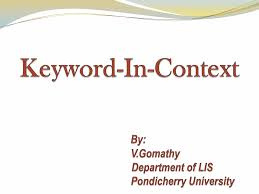 Keyword-In-Context
By:
V.Gomathy
Department of LIS
Pondicherry University